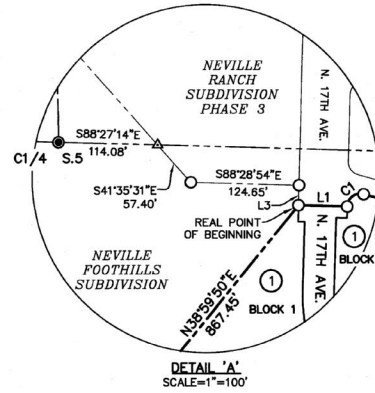 NEVILLE
RANCH
SUBDIVISION
PHASE 3
N. 17TH AVE.
S88°27'14"E
114.08'
C1/4 S.5
S41°35'31"E
57.40'
S88°28'54"E
124.65'
L3
L1
C7
REAL POINT
OF BEGINNING
N. 17TH AVE.
1
BLOCK
1
BLOCK 1
NEVILLE
FOOTHILLS
SUBDIVISION
N38°59'50"E
867.45'
DETAIL 'A'
SCALE=1"=100'